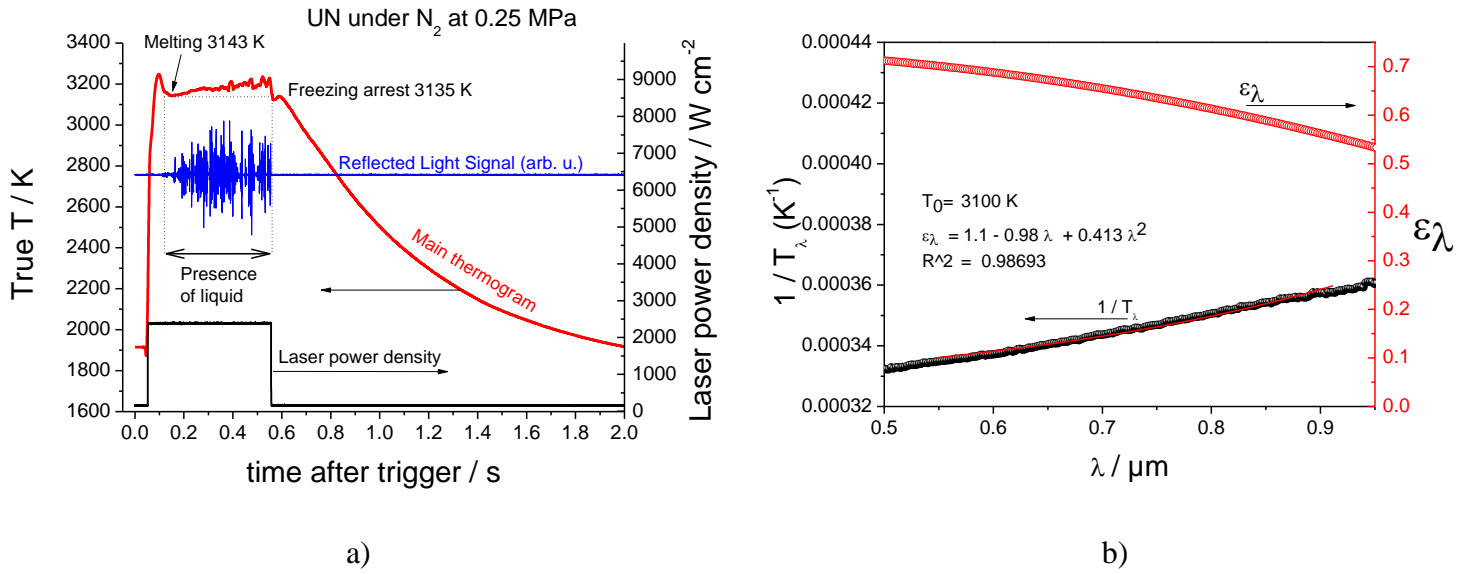 UN under N2 at 0.25 MPa
True T / K
3400
3200
3000
2800
2600
2400
2200
2000
1800
1600
Melting 3143 K
Freezing arrest 3135 K
Reflected Light Signal (arb. u.)
Presence
of liquid
Main thermogram
Laser power density
9000
8000
7000
6000
5000
4000
3000
2000
1000
0
Laser power density / W cm-2
0.0 0.2 0.4 0.6 0.8 1.0 1.2 1.4 1.6 1.8 2.0
time after trigger / s
a)
1 / Tλ (K-1)
0.00044
0.00042
0.00040
0.00038
0.00036
0.00034
0.00032
ελ
T0= 3100 K
ελ = 1.1 - 0.98 λ + 0.413 λ2
R^2 = 0.98693
1 / Tλ
0.7
0.6
0.5
0.4
0.3
0.2
0.1
0.0
ελ
0.5 0.6 0.7 0.8 0.9
λ / μm
b)